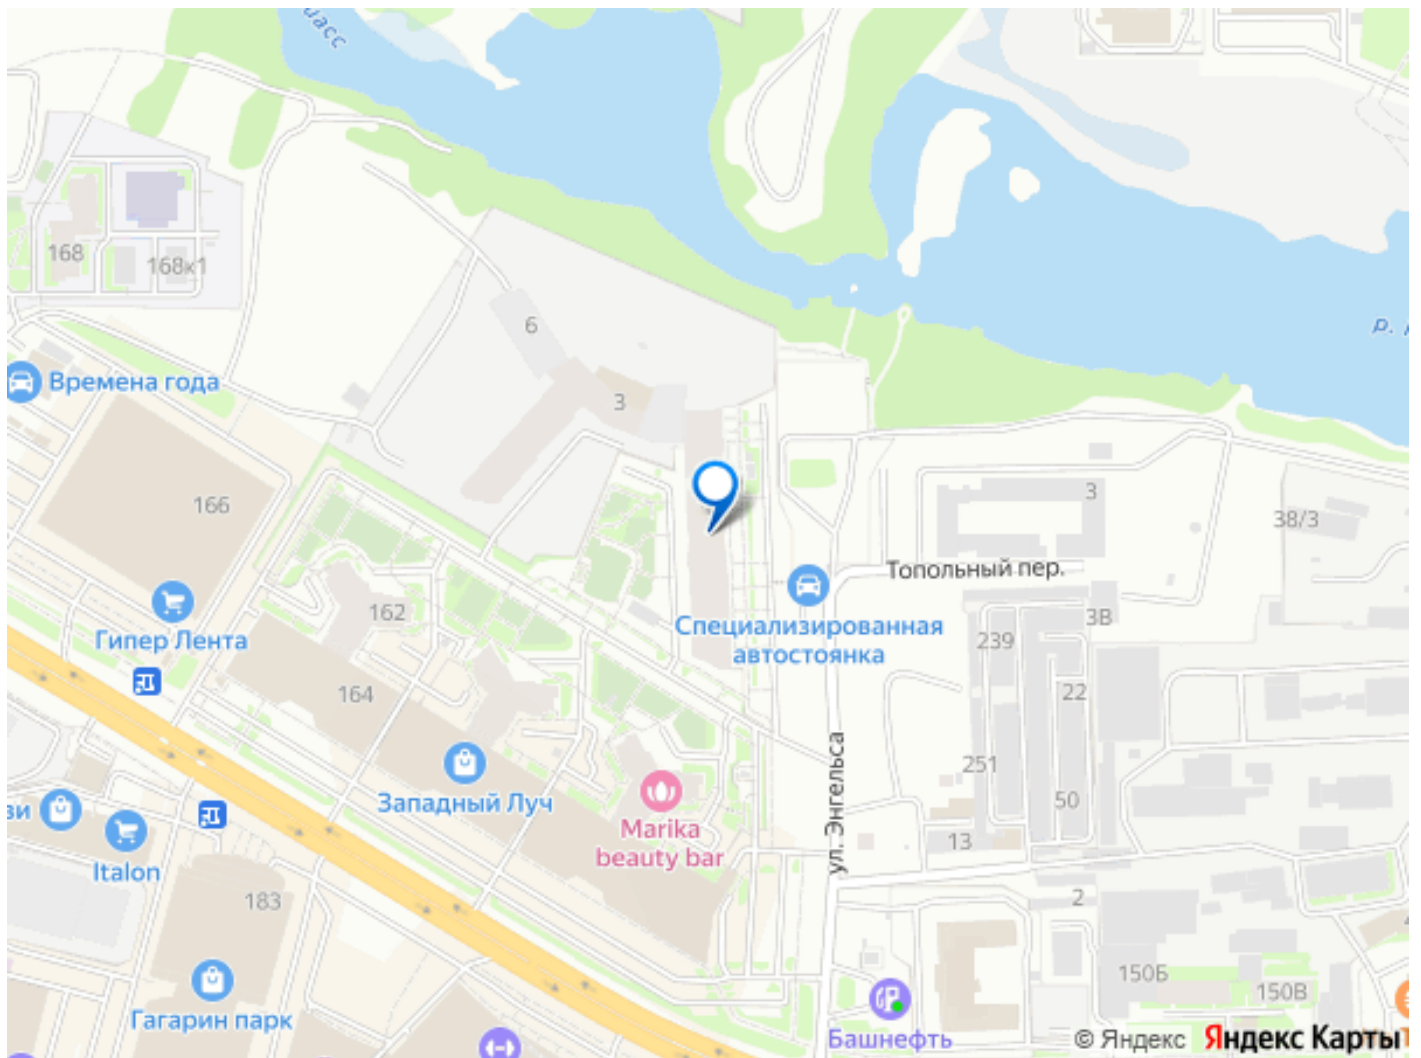 иасс
168
168к1
6
Времена года
3
р.
166
3
38/3
Топольный пер.
Гипер Лента
162
Специализированная
автостоянка
239
3В
164
22
ул. Энгельса
251
Западный Луч
50
Marika
beauty bar
13
зи
Italon
183
2
150Б
150В
Гагарин парк
Башнефть
© Яндекс Яндекс Карты